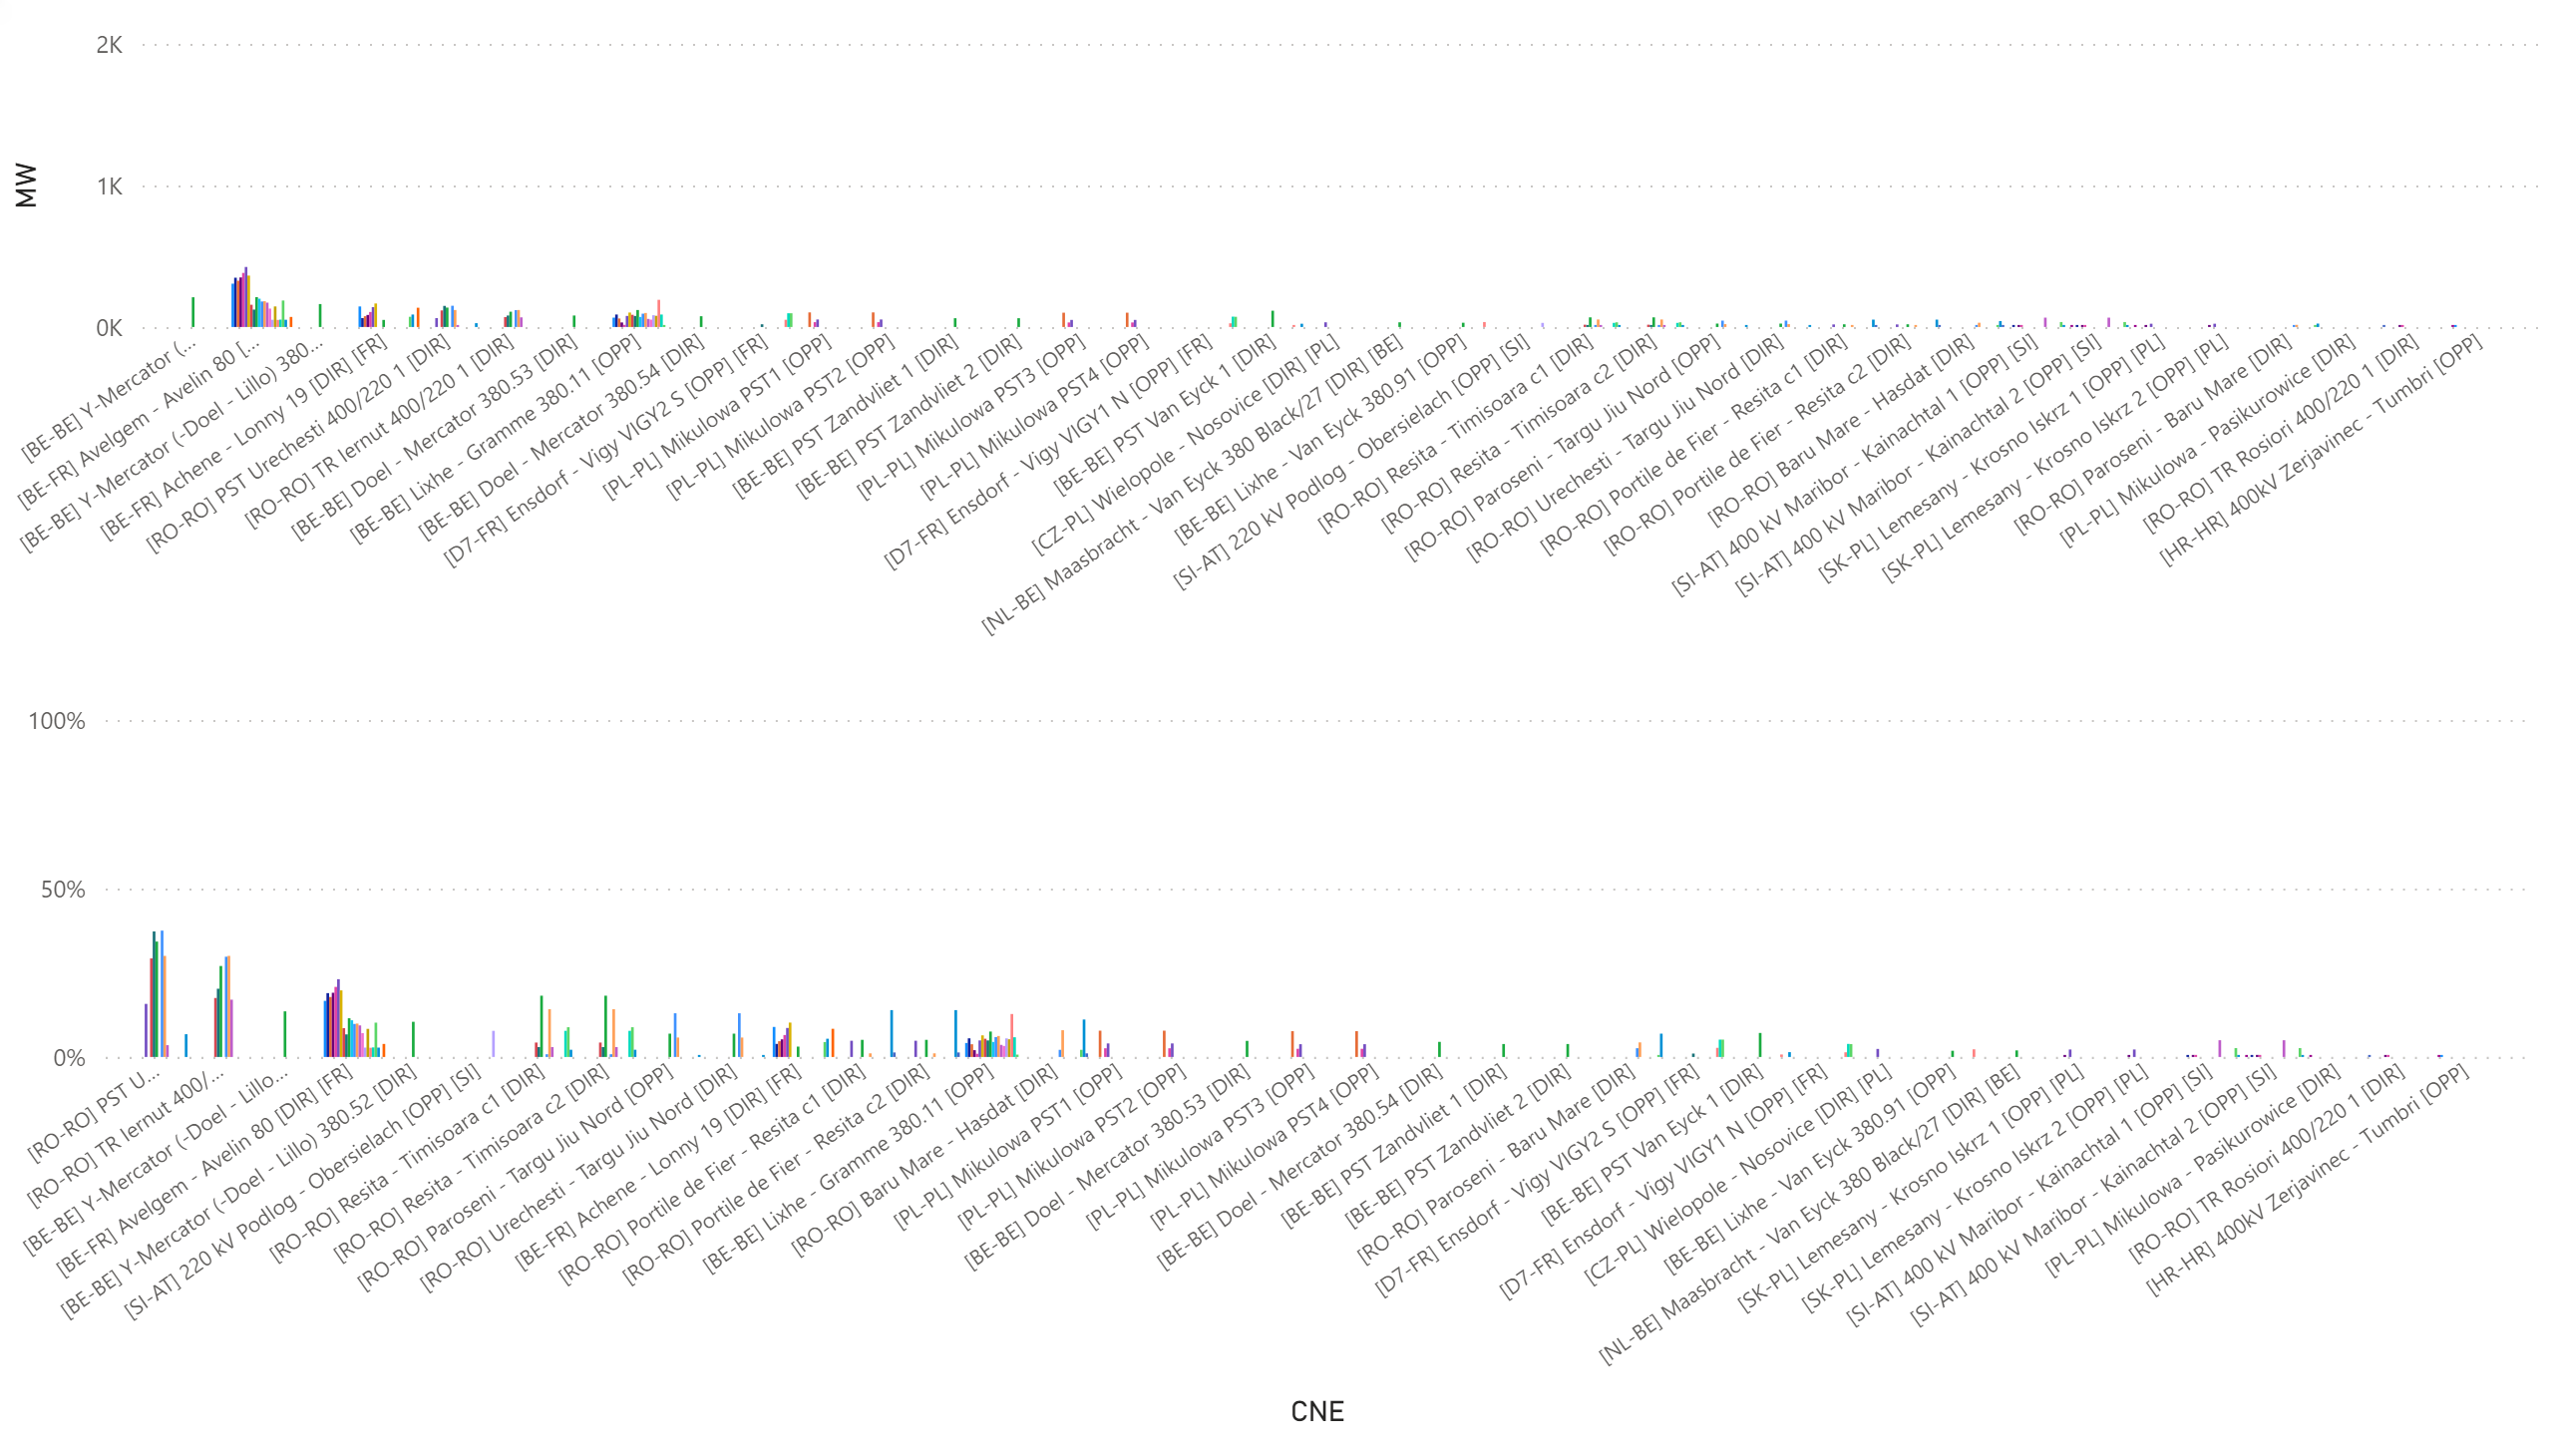 2K
1K
0K
MW
[BE-BE] Y-Mercator (...
[BE-FR] Avelgem - Avelin 80 [...
[BE-BE] Y-Mercator (-Doel - Lillo) 380...
[BE-FR] Achene - Lonny 19 [DIR] [FR]
[RO-RO] PST Urechesti 400/220 1 [DIR]
[RO-RO] TR Iernut 400/220 1 [DIR]
[BE-BE] Doel - Mercator 380.53 [DIR]
[BE-BE] Lixhe - Gramme 380.11 [OPP]
[BE-BE] Doel - Mercator 380.54 [DIR]
[D7-FR] Ensdorf - Vigy VIGY2 S [OPP] [FR]
[PL-PL] Mikulowa PST1 [OPP]
[PL-PL] Mikulowa PST2 [OPP]
[BE-BE] PST Zandvliet 1 [DIR]
[BE-BE] PST Zandvliet 2 [DIR]
[PL-PL] Mikulowa PST3 [OPP]
[PL-PL] Mikulowa PST4 [OPP]
[D7-FR] Ensdorf - Vigy VIGY1 N [OPP] [FR]
[BE-BE] PST Van Eyck 1 [DIR]
[CZ-PL] Wielopole - Nosovice [DIR] [PL]
[NL-BE] Maasbracht - Van Eyck 380 Black/27 [DIR] [BE]
[BE-BE] Lixhe - Van Eyck 380.91 [OPP]
[SI-AT] 220 kV Podlog - Obersielach [OPP] [SI]
[RO-RO] Resita - Timisoara c1 [DIR]
[RO-RO] Resita - Timisoara c2 [DIR]
[RO-RO] Paroseni - Targu Jiu Nord [OPP]
[RO-RO] Urechesti - Targu Jiu Nord [DIR]
[RO-RO] Portile de Fier - Resita c1 [DIR]
[RO-RO] Portile de Fier - Resita c2 [DIR]
[RO-RO] Baru Mare - Hasdat [DIR]
[SI-AT] 400 kV Maribor - Kainachtal 1 [OPP] [SI]
[SI-AT] 400 kV Maribor - Kainachtal 2 [OPP] [SI]
[SK-PL] Lemesany - Krosno Iskrz 1 [OPP] [PL]
[SK-PL] Lemesany - Krosno Iskrz 2 [OPP] [PL]
[RO-RO] Paroseni - Baru Mare [DIR]
[PL-PL] Mikulowa - Pasikurowice [DIR]
[RO-RO] TR Rosiori 400/220 1 [DIR]
[HR-HR] 400kV Zerjavinec - Tumbri [OPP]
100%
50%
0%
[RO-RO] PST U...
[RO-RO] TR Iernut 400/...
[BE-BE] Y-Mercator (-Doel - Lillo...
[BE-FR] Avelgem - Avelin 80 [DIR] [FR]
[BE-BE] Y-Mercator (-Doel - Lillo) 380.52 [DIR]
[SI-AT] 220 kV Podlog - Obersielach [OPP] [SI]
[RO-RO] Resita - Timisoara c1 [DIR]
[RO-RO] Resita - Timisoara c2 [DIR]
[RO-RO] Paroseni - Targu Jiu Nord [OPP]
[RO-RO] Urechesti - Targu Jiu Nord [DIR]
[BE-FR] Achene - Lonny 19 [DIR] [FR]
[RO-RO] Portile de Fier - Resita c1 [DIR]
[RO-RO] Portile de Fier - Resita c2 [DIR]
[BE-BE] Lixhe - Gramme 380.11 [OPP]
[RO-RO] Baru Mare - Hasdat [DIR]
[PL-PL] Mikulowa PST1 [OPP]
[PL-PL] Mikulowa PST2 [OPP]
[BE-BE] Doel - Mercator 380.53 [DIR]
[PL-PL] Mikulowa PST3 [OPP]
[PL-PL] Mikulowa PST4 [OPP]
[BE-BE] Doel - Mercator 380.54 [DIR]
[BE-BE] PST Zandvliet 1 [DIR]
[BE-BE] PST Zandvliet 2 [DIR]
[RO-RO] Paroseni - Baru Mare [DIR]
[D7-FR] Ensdorf - Vigy VIGY2 S [OPP] [FR]
[BE-BE] PST Van Eyck 1 [DIR]
[D7-FR] Ensdorf - Vigy VIGY1 N [OPP] [FR]
[CZ-PL] Wielopole - Nosovice [DIR] [PL]
[BE-BE] Lixhe - Van Eyck 380.91 [OPP]
[NL-BE] Maasbracht - Van Eyck 380 Black/27 [DIR] [BE]
[SK-PL] Lemesany - Krosno Iskrz 1 [OPP] [PL]
[SK-PL] Lemesany - Krosno Iskrz 2 [OPP] [PL]
[SI-AT] 400 kV Maribor - Kainachtal 1 [OPP] [SI]
[SI-AT] 400 kV Maribor - Kainachtal 2 [OPP] [SI]
[PL-PL] Mikulowa - Pasikurowice [DIR]
[RO-RO] TR Rosiori 400/220 1 [DIR]
[HR-HR] 400kV Zerjavinec - Tumbri [OPP]
CNE